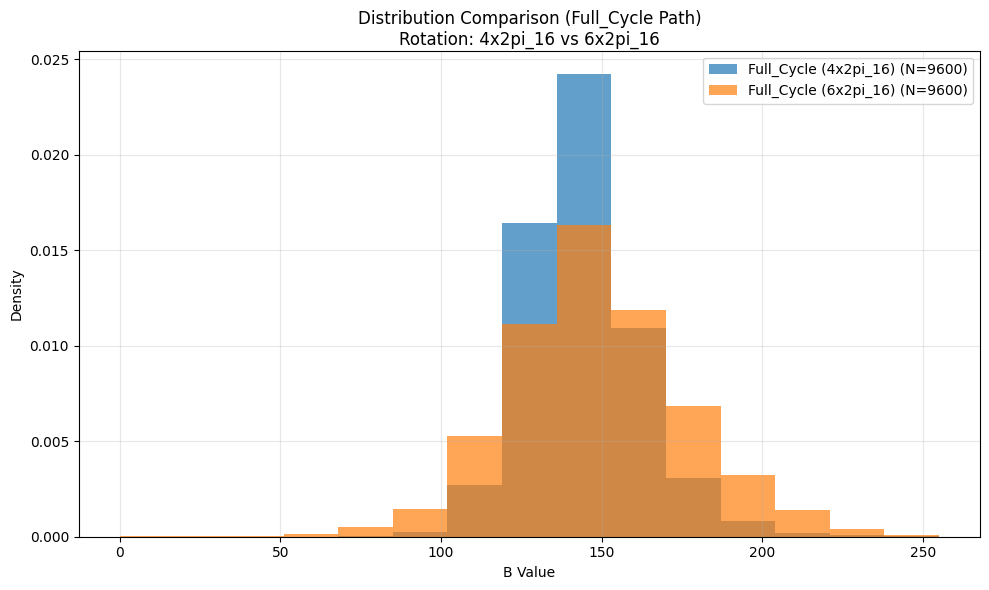 Distribution Comparison (Full_Cycle Path)
Rotation: 4x2pi_16 vs 6x2pi_16
Full_Cycle (4x2pi_16) (N=9600)
Full_Cycle (6x2pi_16) (N=9600)
0.025
0.020
0.015
0.010
0.005
0.000
Density
0 50 100 150 200 250
B Value